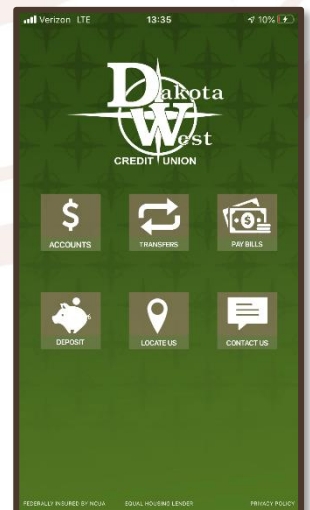 Verizon LTE 13:35 10%
Dakota
West
CREDIT UNION
$
ACCOUNTS TRANSFERS PAY BILLS
DEPOSIT LOCATE US CONTACT US
FEDERALLY INSURED BY NCUA EQUAL HOUSING LENDER PRIVACY POLICY